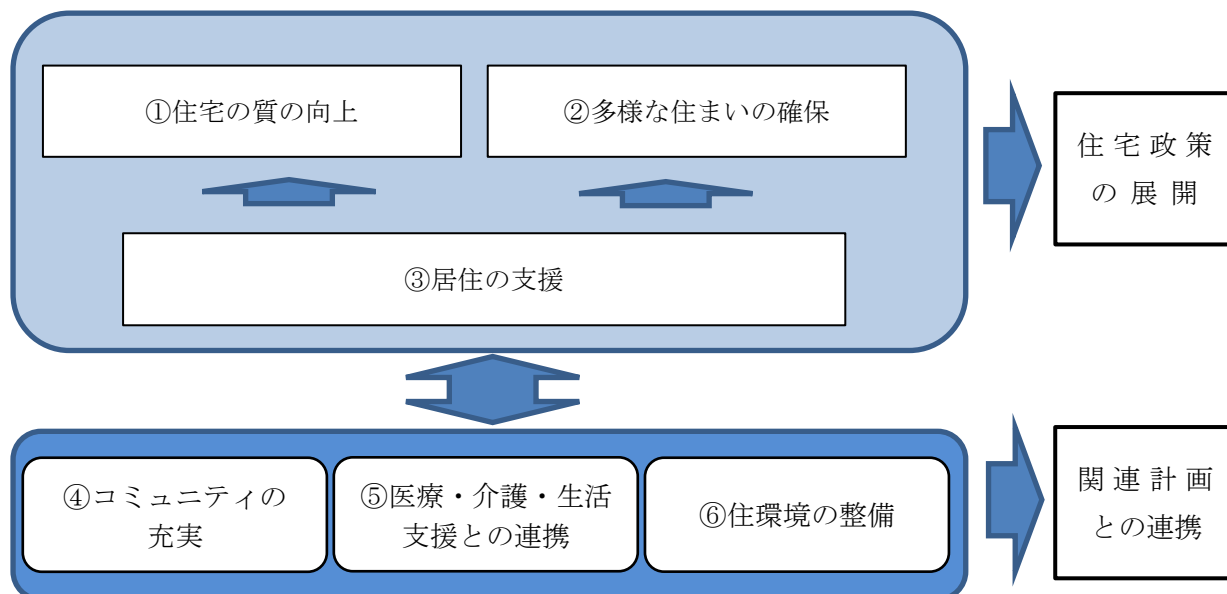 ①住宅の質の向上
②多様な住まいの確保
住宅政策
の展開
③居住の支援
④コミュニティの
充実
⑤医療・介護・生活
支援との連携
⑥住環境の整備
関連計画
との連携